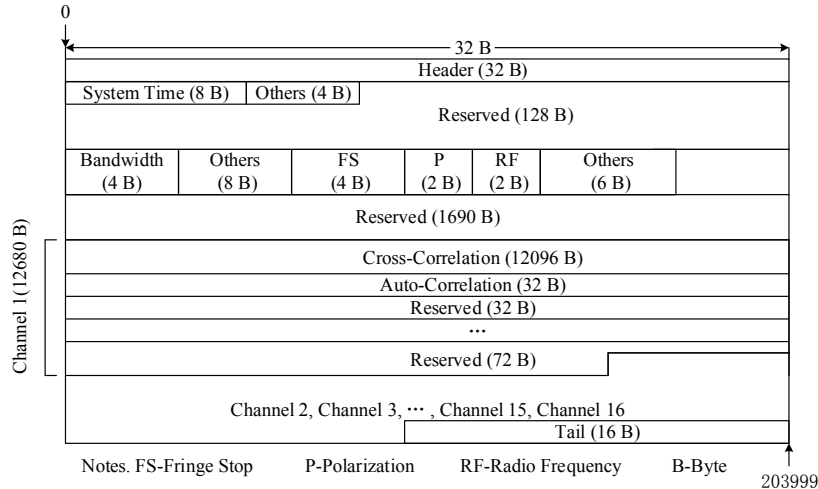 0
32 B
Header (32 B)
System Time (8 B) Others (4 B)
Reserved (128 B)
Bandwidth (4 B) Others (8 B) FS (4 B) P (2 B) RF (2 B) Others (6 B)
Reserved (1690 B)
Channel 1(12680 B)
Cross-Correlation (12096 B)
Auto-Correlation (32 B)
Reserved (32 B)
...
Reserved (72 B)
Channel 2, Channel 3, ... , Channel 15, Channel 16
Tail (16 B)
Notes. FS-Fringe Stop P-Polarization RF-Radio Frequency B-Byte
203999